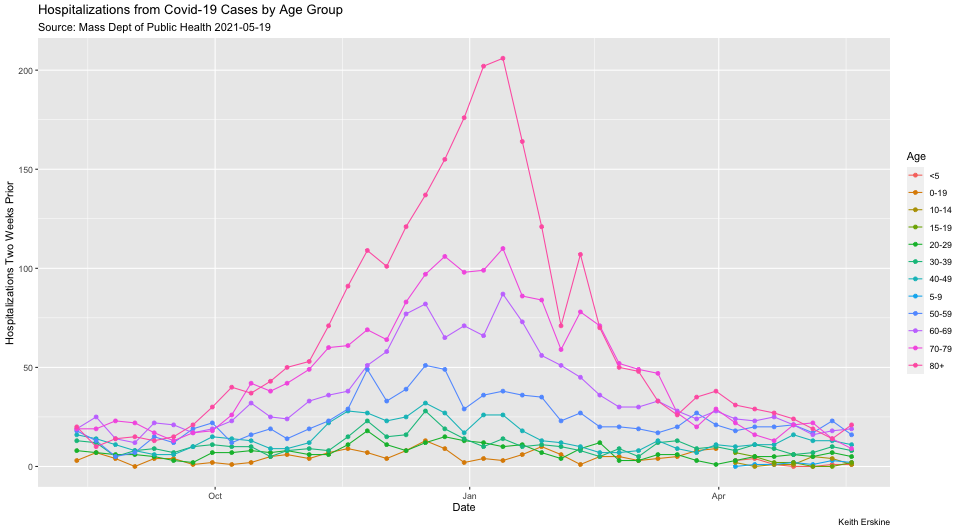 Hospitalizations from Covid-19 Cases by Age Group
Source: Mass Dept of Public Health 2021-05-19
Hospitalizations Two Weeks Prior
200
150
100
50
0
Oct
Jan
Apr
Date
Age
<5
0-19
10-14
15-19
20-29
30-39
40-49
5-9
50-59
60-69
70-79
80+
Keith Erskine